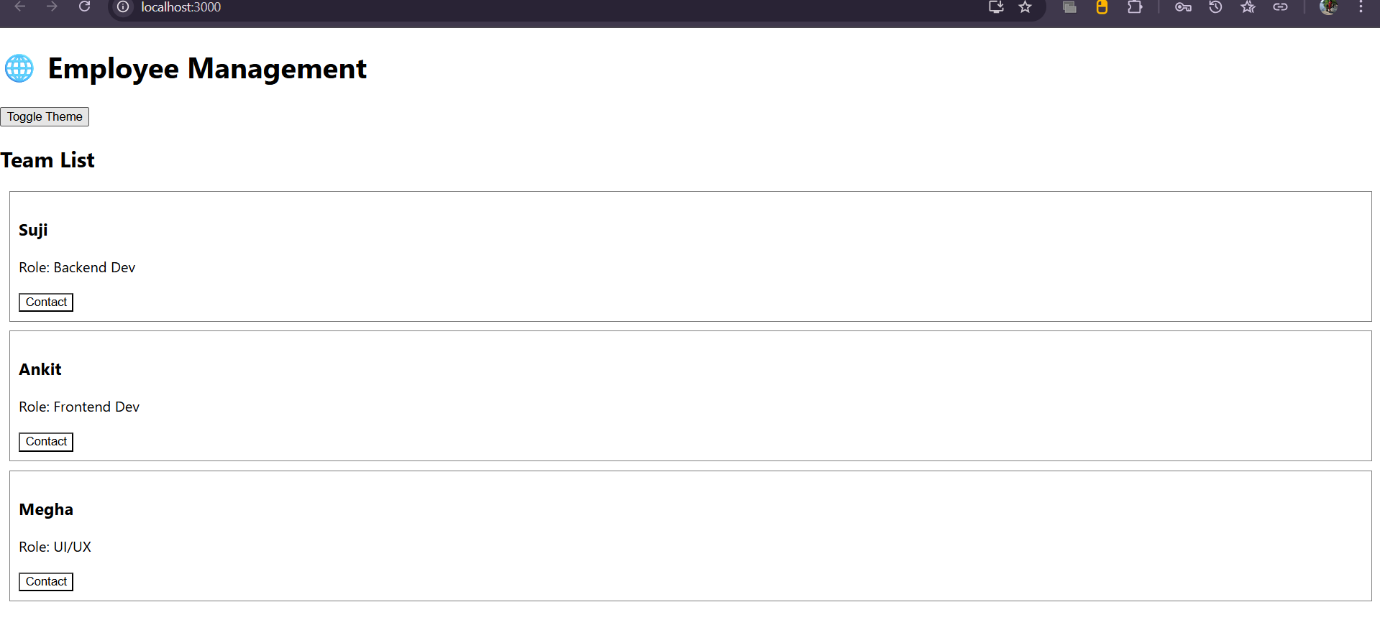 localhost:3000
🌐 Employee Management
Toggle Theme
Team List
Suji
Role: Backend Dev
Contact
Ankit
Role: Frontend Dev
Contact
Megha
Role: UI/UX
Contact